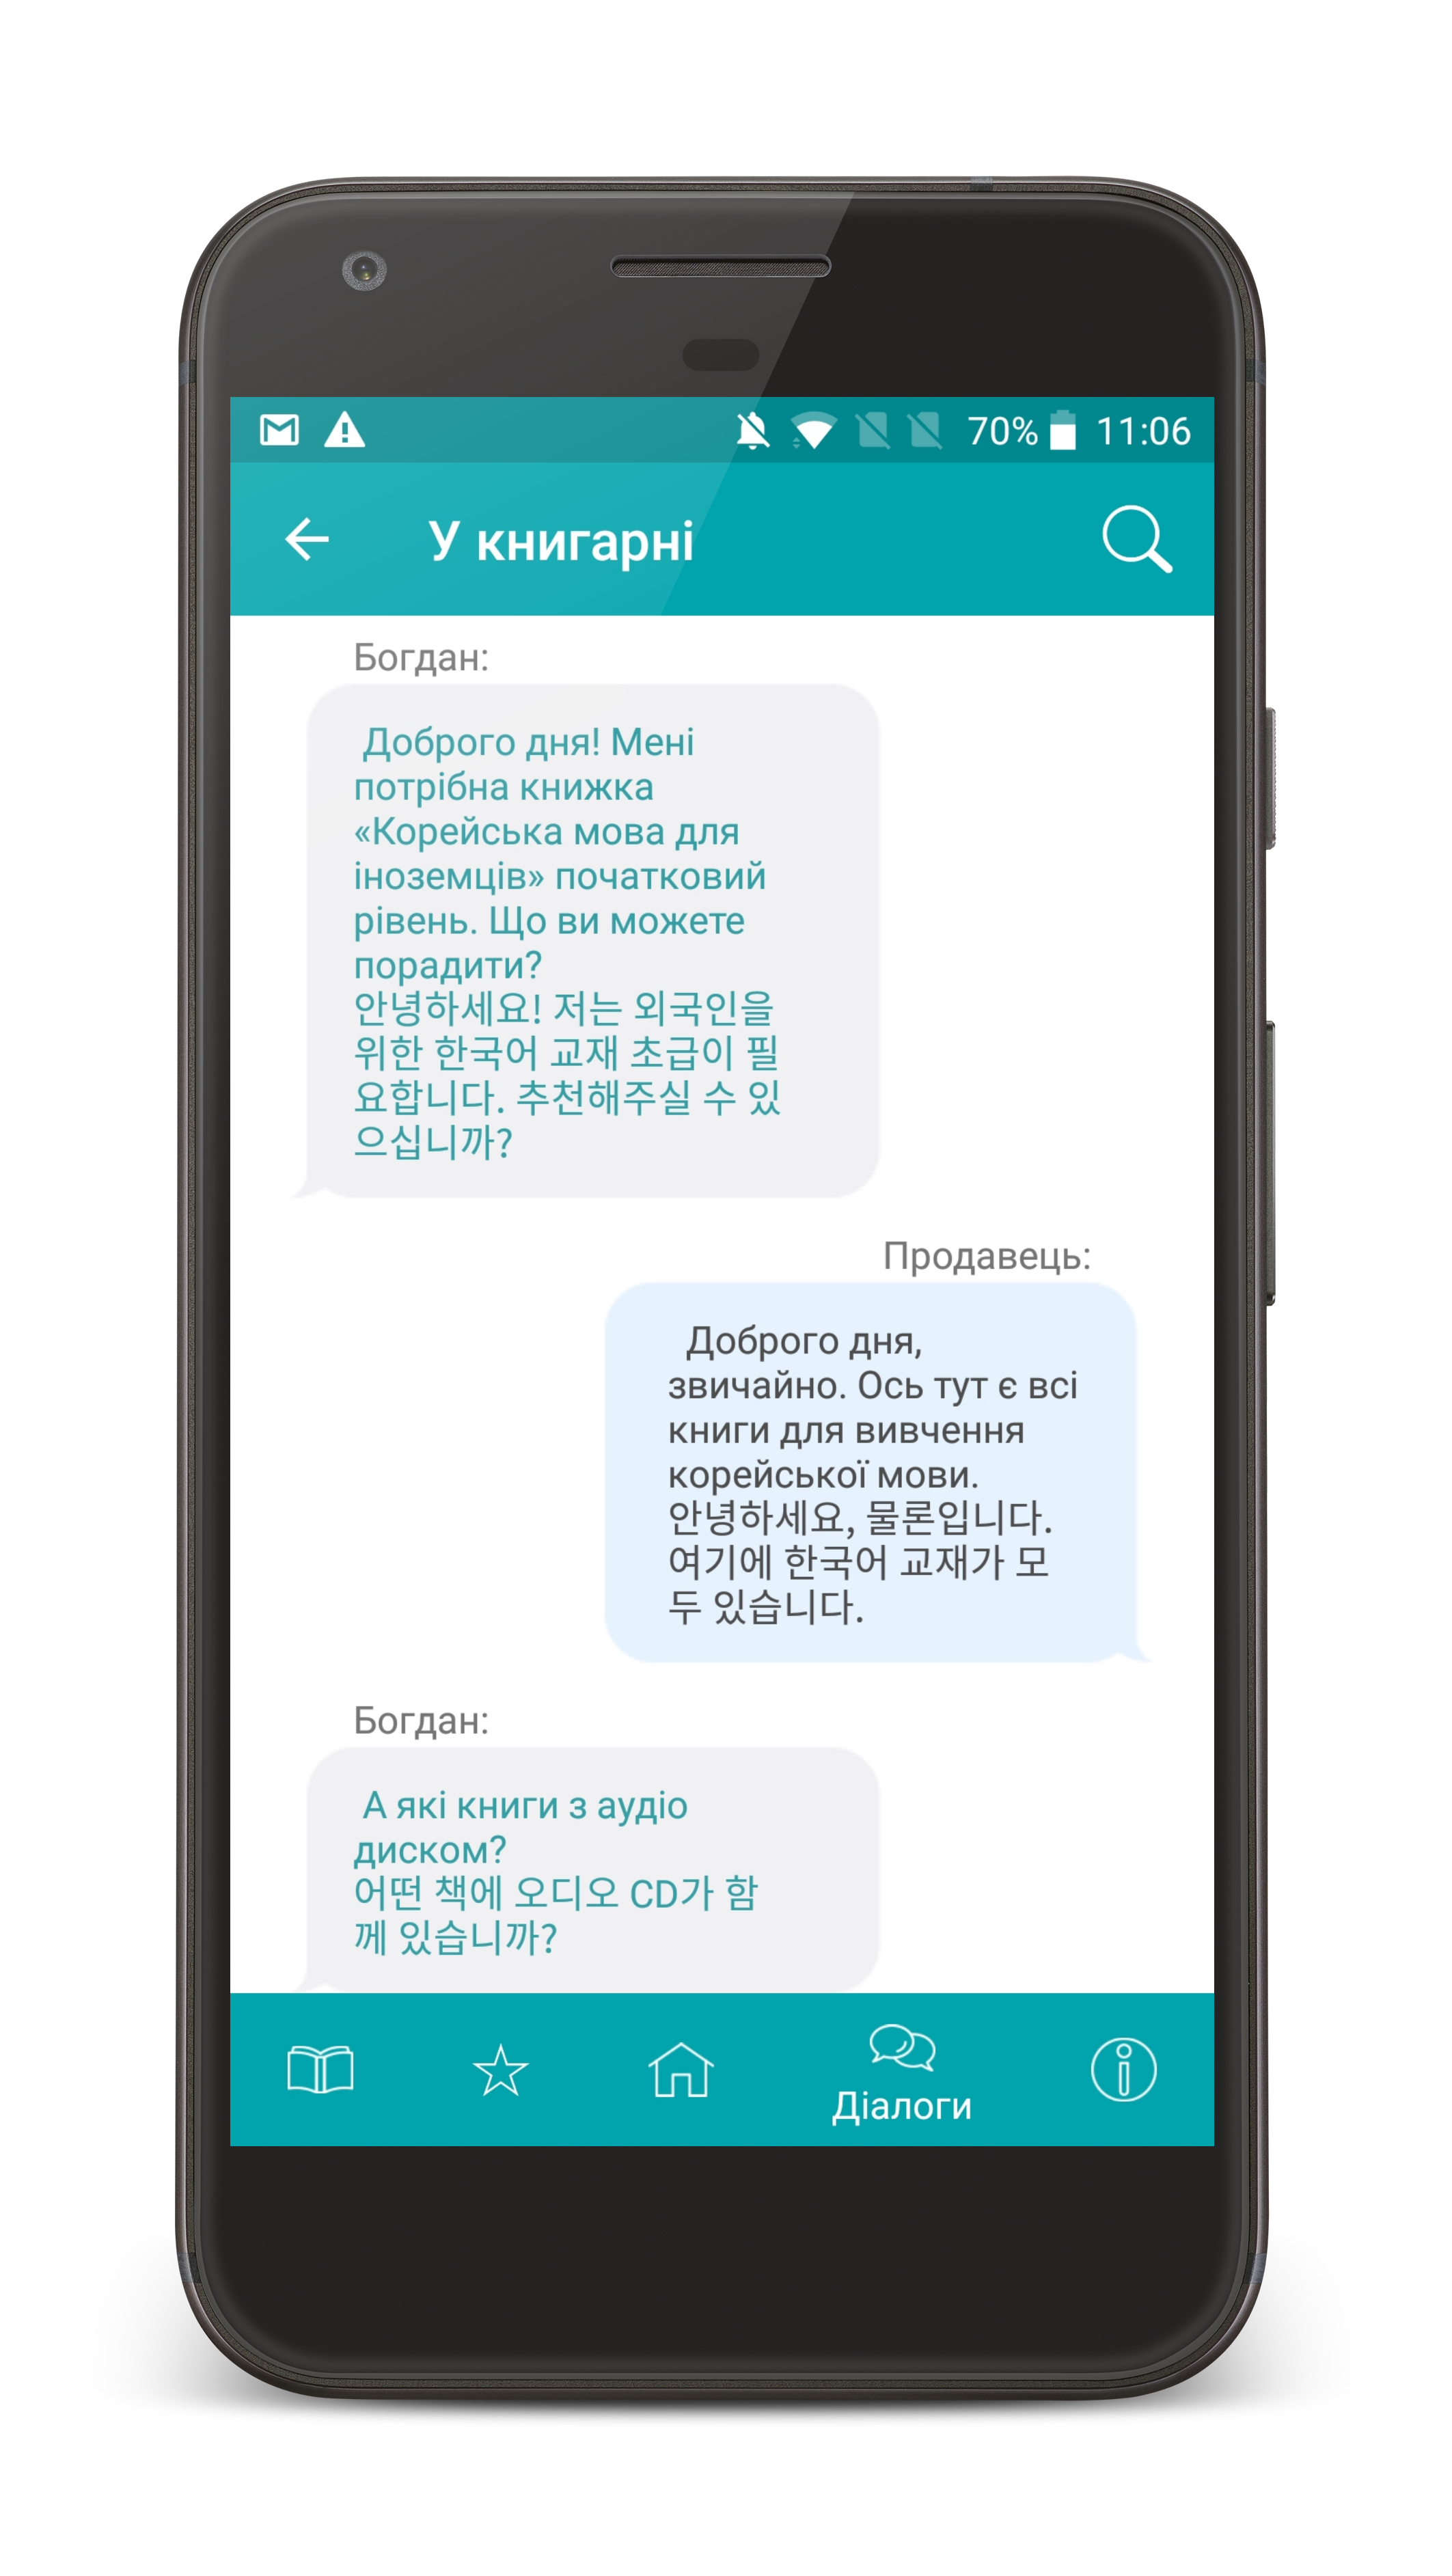 70% 11:06
У книгарні
Богдан:
Доброго дня! Мені
потрібна книжка
«Корейська мова для
іноземців» початковий
рівень. Що ви можете
порадити?
안녕하세요! 저는 외국인을
위한 한국어 교재 초급이 필
요합니다. 추천해주실 수 있
으십니까?
Продавець:
Доброго дня,
звичайно. Ось тут є всі
книги для вивчення
корейської мови.
안녕하세요, 물론입니다.
여기에 한국어 교재가 모
두 있습니다.
Богдан:
А які книги з аудіо
диском?
어떤 책에 오디오 CD가 함
께 있습니까?
Діалоги